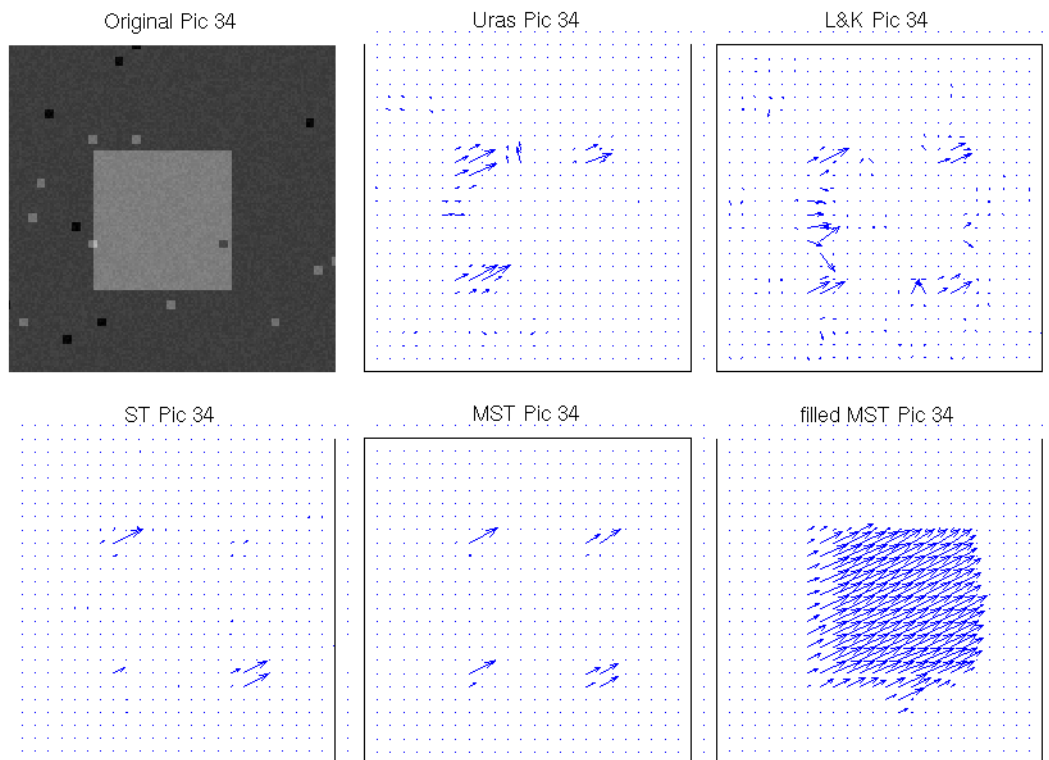 Original Pic 34
Uras Pic 34
L&K Pic 34
ST Pic 34
MST Pic 34
filled MST Pic 34